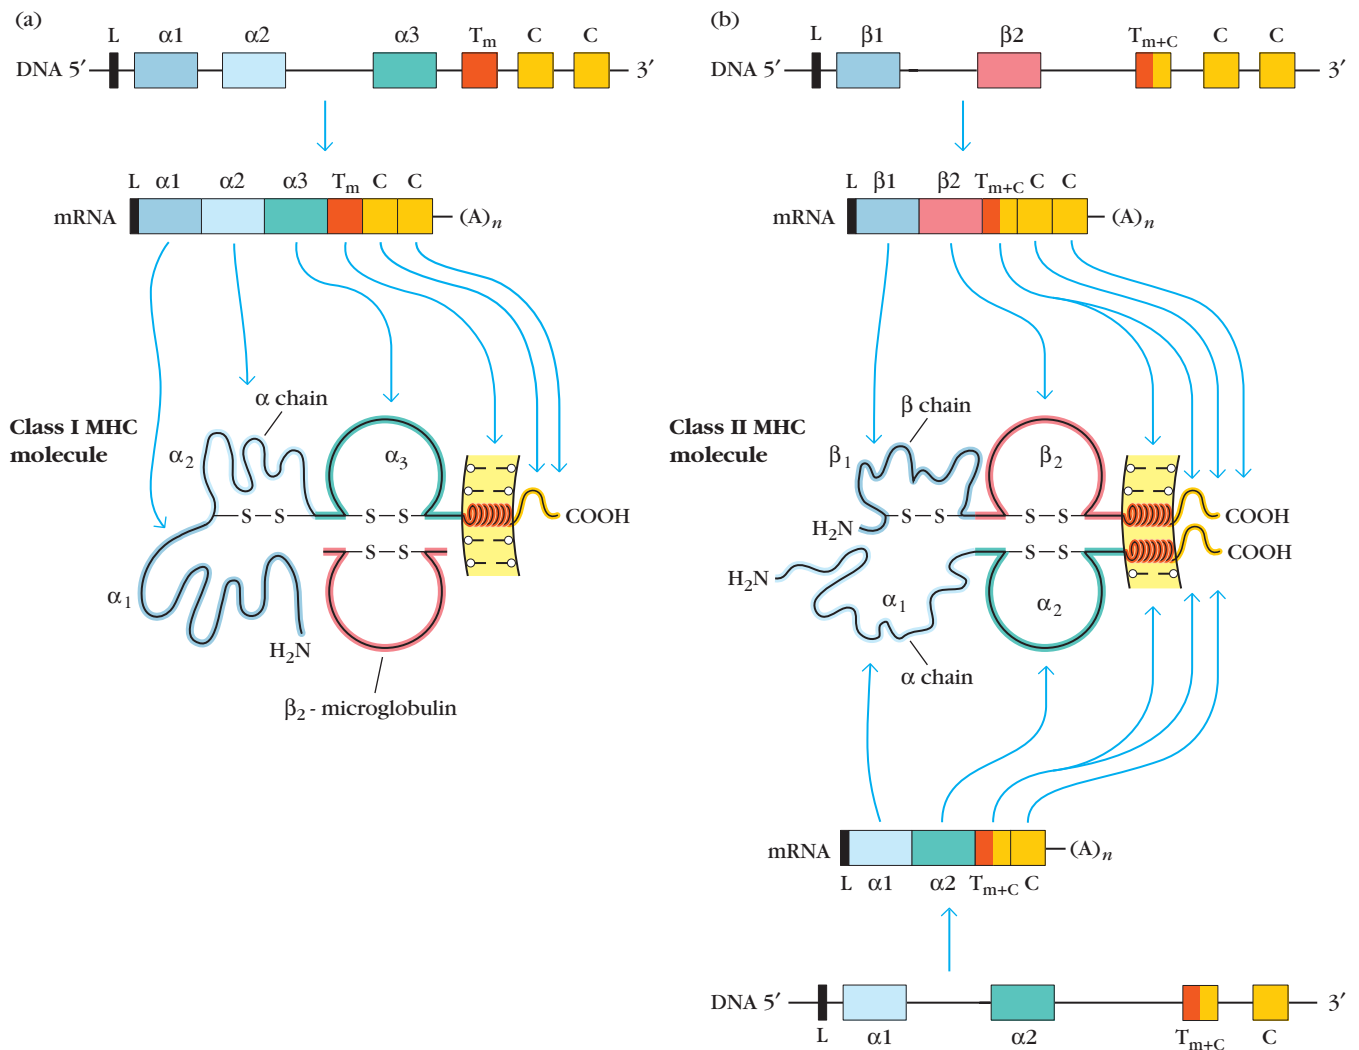 (a)
L α1 α2 α3 Tm C C
DNA 5′ 3′
L α1 α2 α3 Tm C C
mRNA (A)n
Class I MHC
molecule
α chain
α2
α3
S S S S
COOH
S S
α1
H2N
β2 - microglobulin
(b)
L β1 β2 Tm+C C C
DNA 5′ 3′
L β1 β2 Tm+C C C
mRNA (A)n
Class II MHC
molecule
β chain
β1
β2
H2N S S S S COOH
S S COOH
H2N
α1
α2
α chain
mRNA (A)n
L α1 α2 Tm+C C
DNA 5′ 3′
L α1 α2 Tm+C C